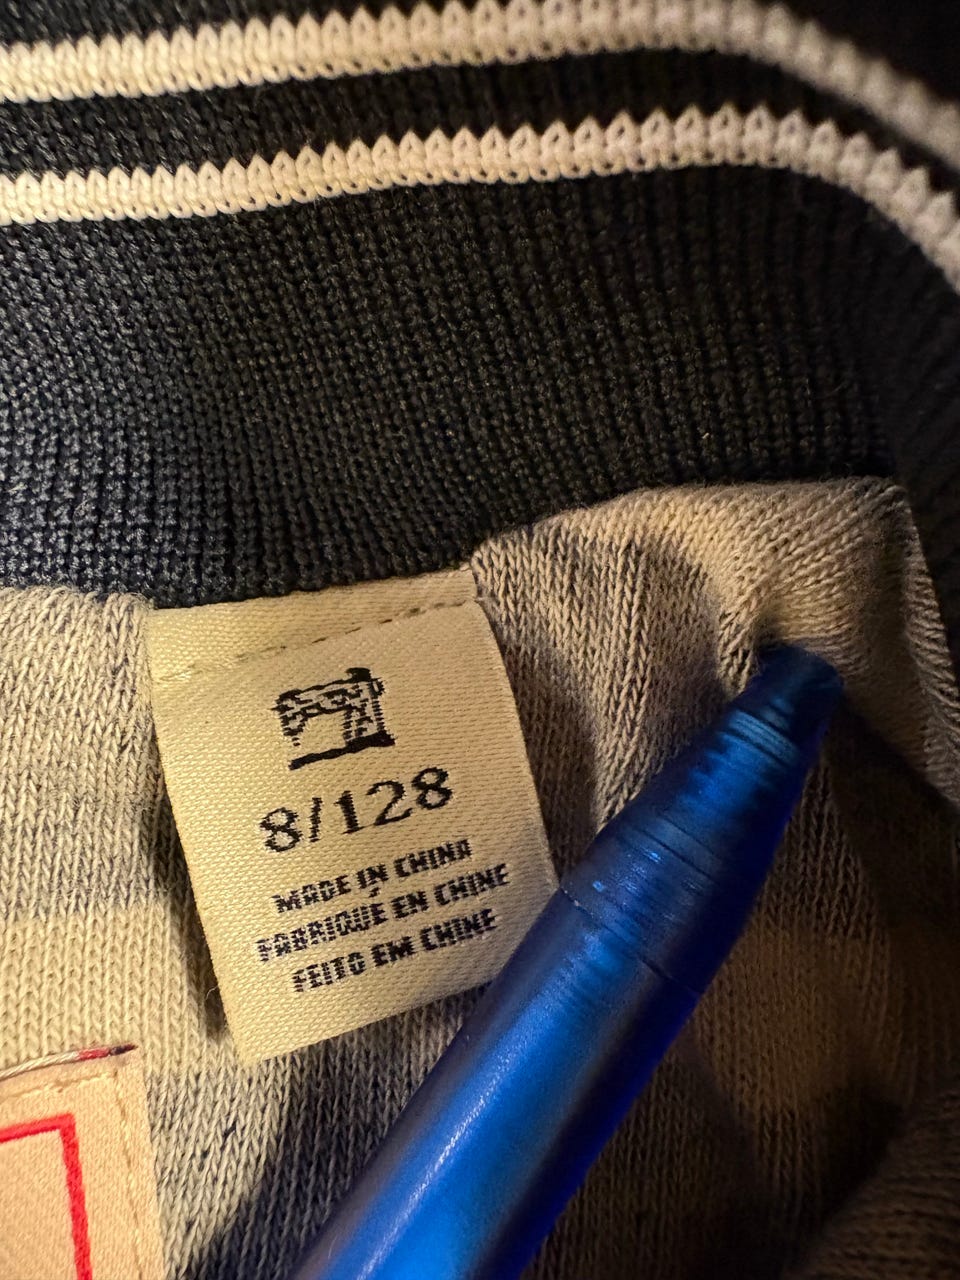 8/128
MADE IN CHINA
FABRIQUÉ EN CHINE
FEITO EM CHINE